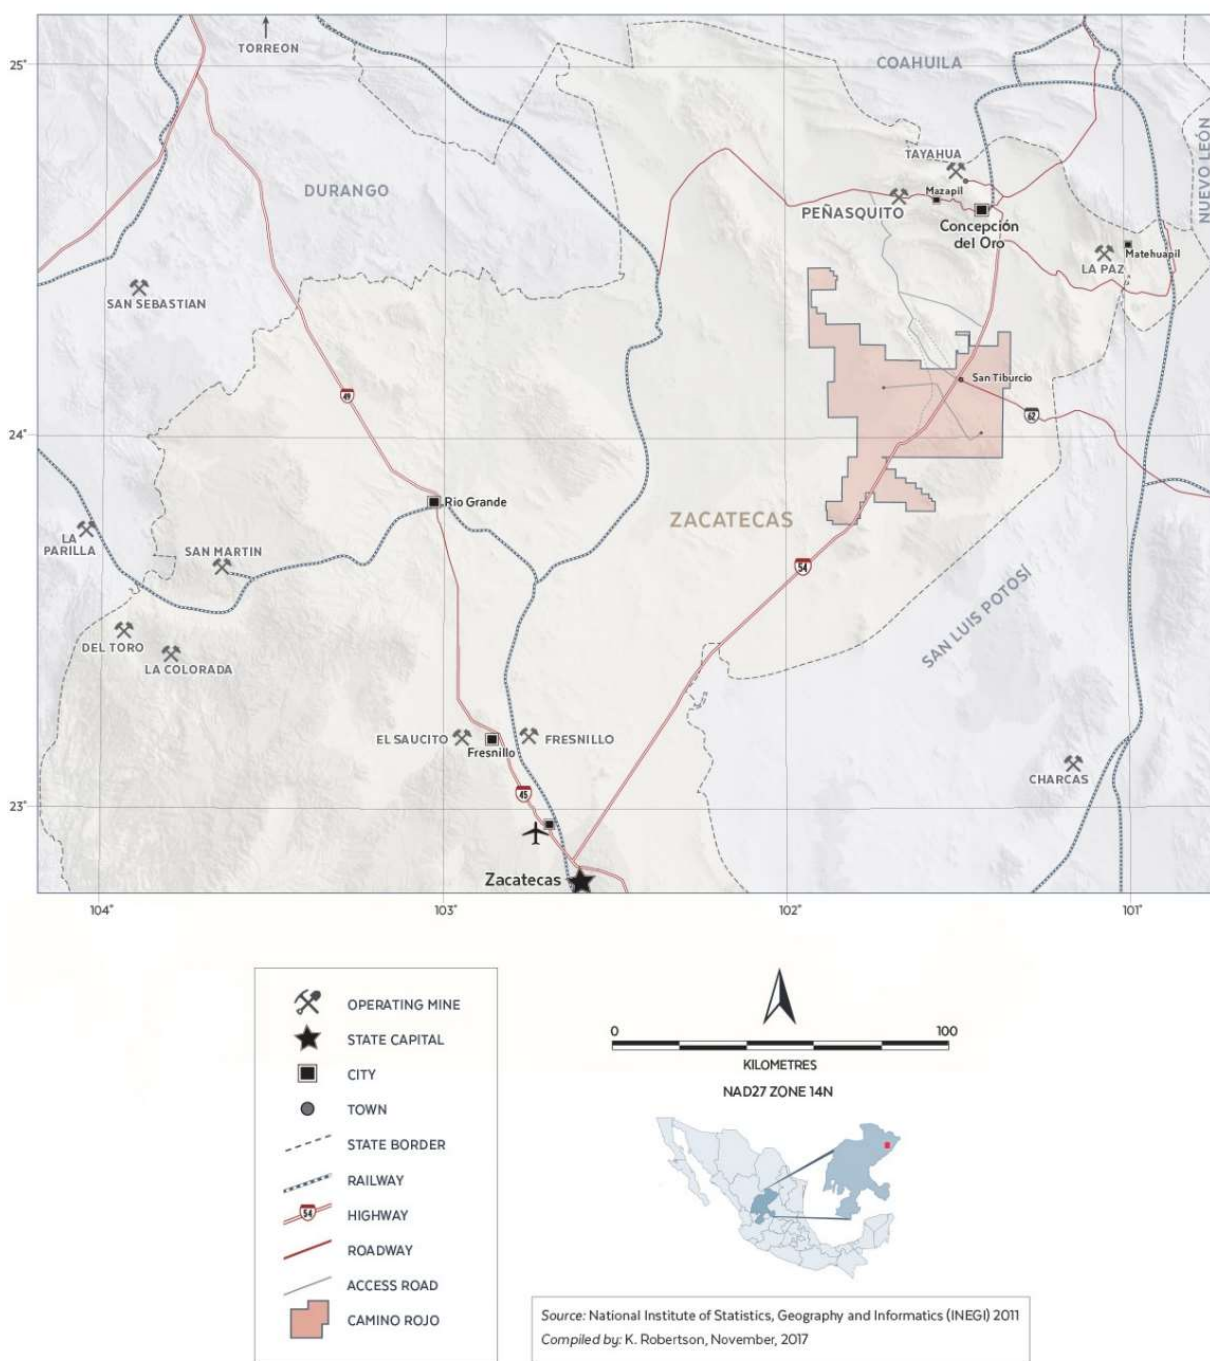 TORREON
COAHUILA
25°
NUEVO LEÓN
TAYAHUA
DURANGO
Mazapil
PEÑASQUITO
Concepción
del Oro
Matehuapil
LA PAZ
SAN SEBASTIAN
San Tiburcio
49
62
24°
Rio Grande
ZACATECAS
LA
PARILLA
SAN MARTIN
54
SAN LUIS POTOSÍ
DEL TORO
LA COLORADA
EL SAUCITO
Fresnillo
FRESNILLO
CHARCAS
45
23°
Zacatecas
104°
103°
102°
101°
OPERATING MINE
STATE CAPITAL
CITY
TOWN
STATE BORDER
RAILWAY
54
HIGHWAY
ROADWAY
ACCESS ROAD
CAMINO ROJO
0
100
KILOMETRES
NAD27 ZONE 14N
Source: National Institute of Statistics, Geography and Informatics (INEGI) 2011
Compiled by: K. Robertson, November, 2017